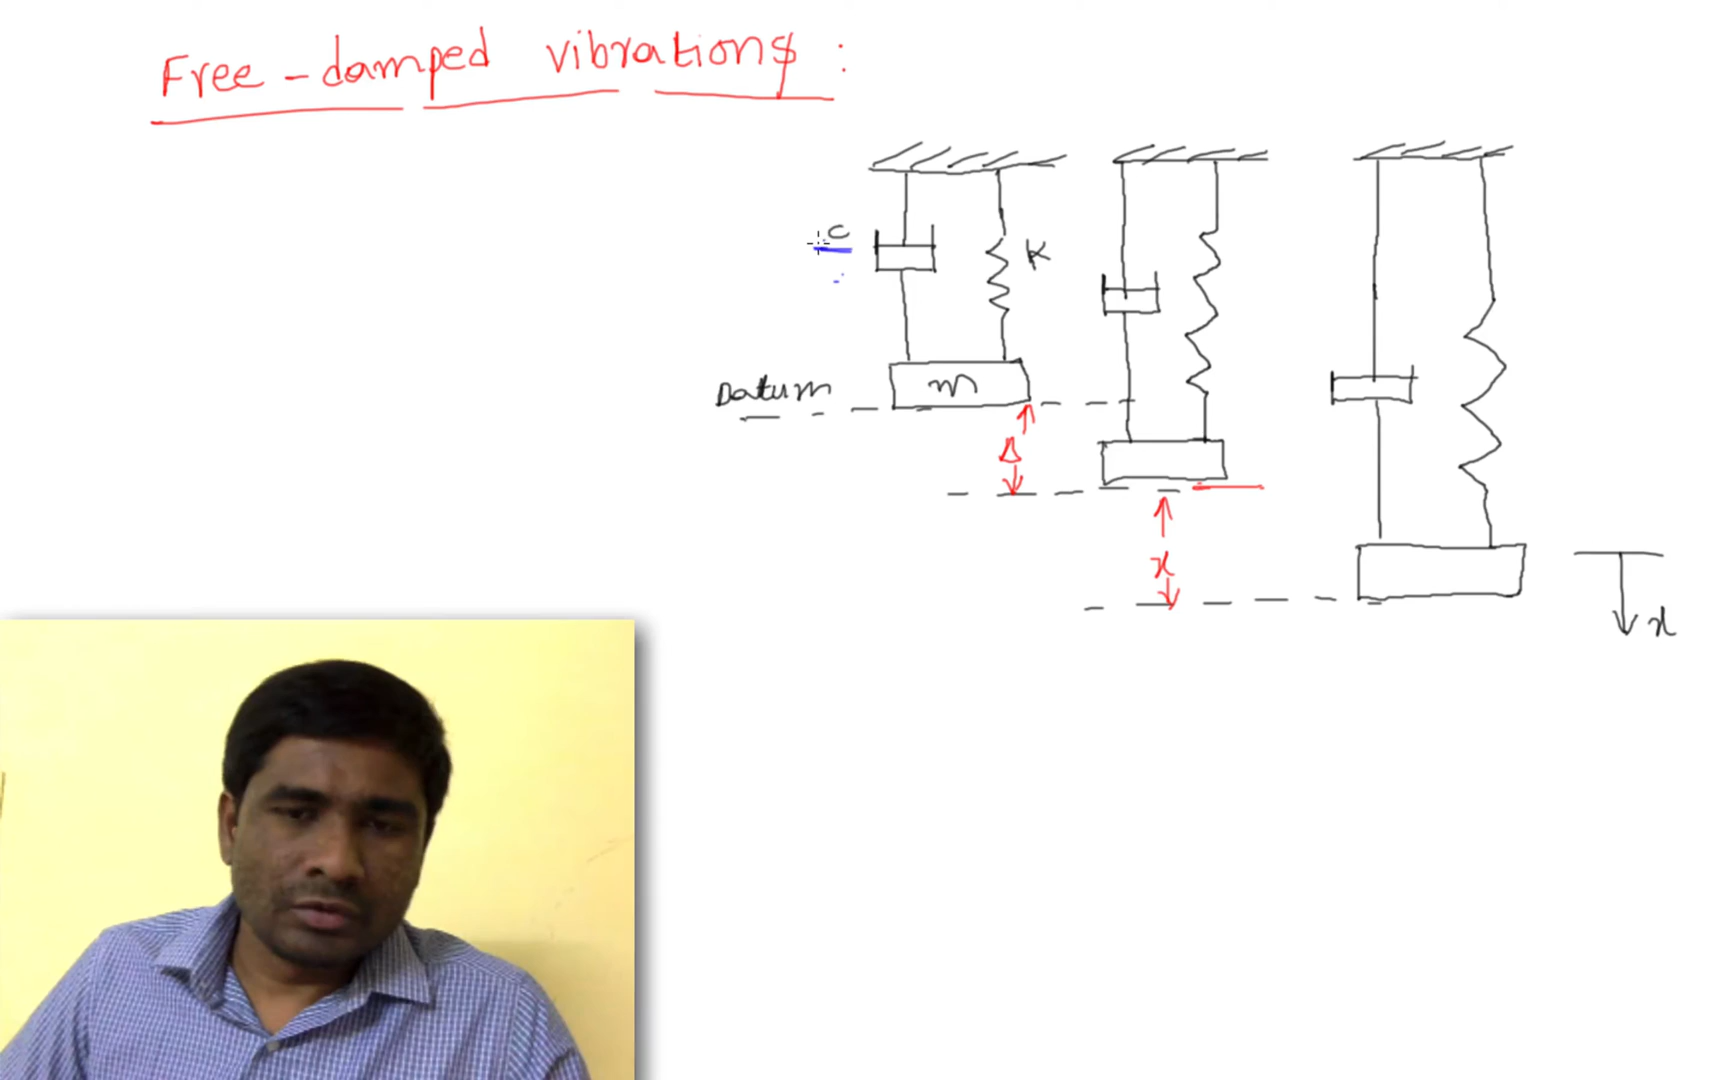 Free-damped vibrations :
C
K
Datum
m
Δ
x
x